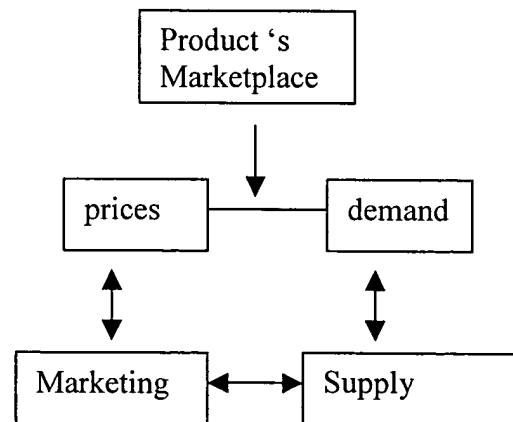 Product ‘s
Marketplace
prices
demand
Marketing
Supply